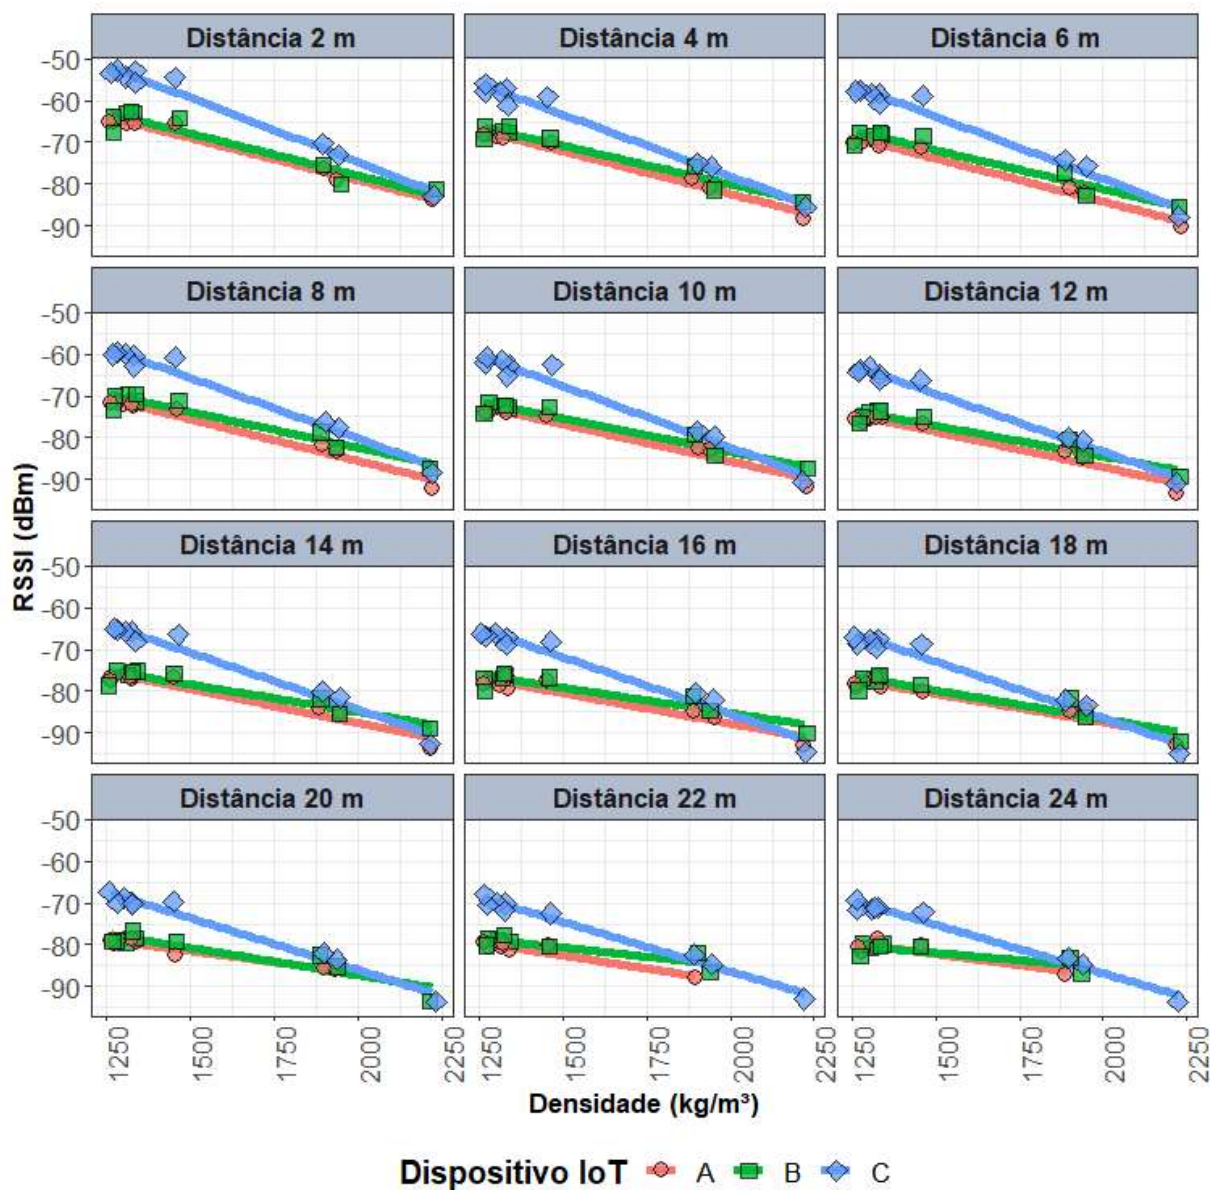 Distância 2 m
Distância 4 m
Distância 6 m
-50
-60
-70
-80
-90
Distância 8 m
Distância 10 m
Distância 12 m
-50
-60
-70
-80
-90
RSSI (dBm)
Distância 14 m
Distância 16 m
Distância 18 m
-50
-60
-70
-80
-90
Distância 20 m
Distância 22 m
Distância 24 m
-50
-60
-70
-80
-90
1250 1500 1750 2000 2250
1250 1500 1750 2000 2250
1250 1500 1750 2000 2250
Densidade (kg/m³)
Dispositivo IoT A B C